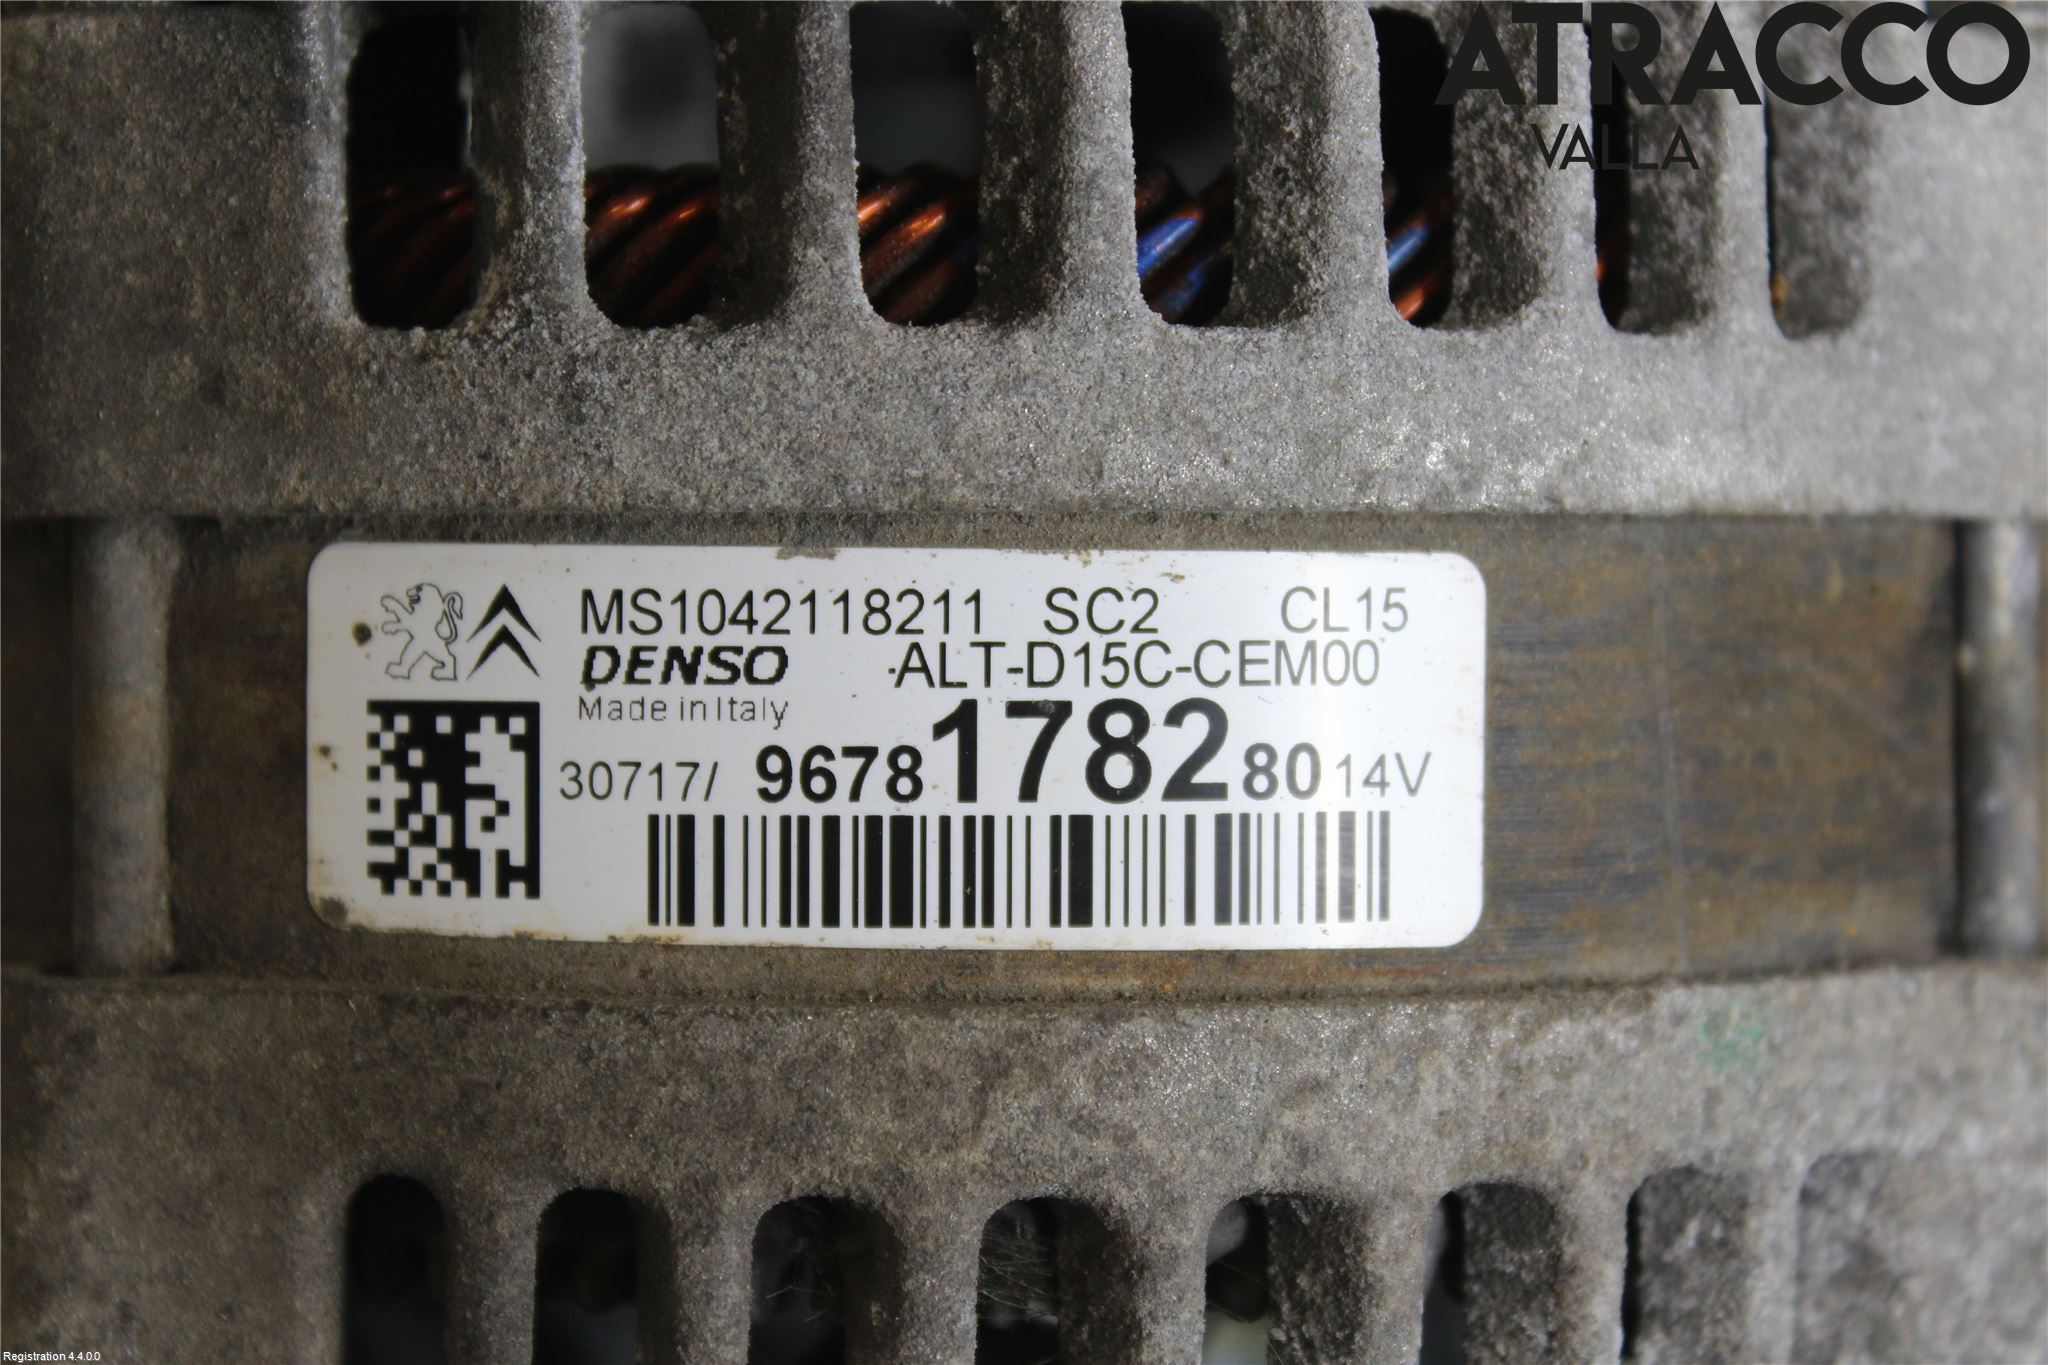 ATRACCO
VALLA
MS1042118211 SC2 CL15
DENSO ALT-D15C-CEM00
Made in Italy
30717/ 9678178280 14V
Registration 4.4.0.0